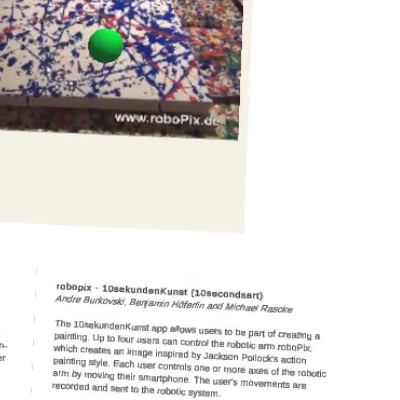 www.roboPix.de
robopix - 10sekundenKunst (10secondsart)
Andre Burkovski, Benjamin Höferlin and Michael Raschke
The 10sekundenKunst app allows users to be part of creating a
painting. Up to four users can control the robotic arm roboPix,
which creates an image inspired by Jackson Pollock's action
painting style. Each user controls one or more axes of the robotic
arm by moving their smartphone. The user's movements are
recorded and sent to the robotic system.